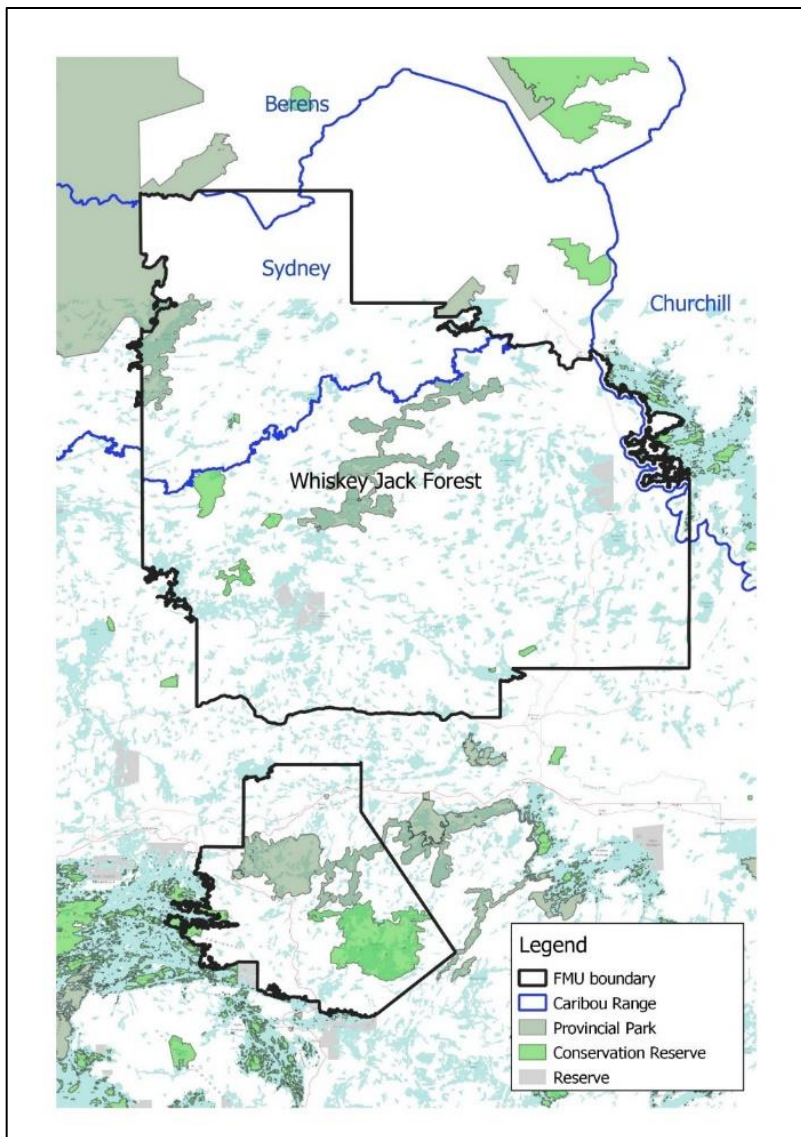 Berens
Sydney
Churchill
Whiskey Jack Forest
Legend
FMU boundary
Caribou Range
Provincial Park
Conservation Reserve
Reserve